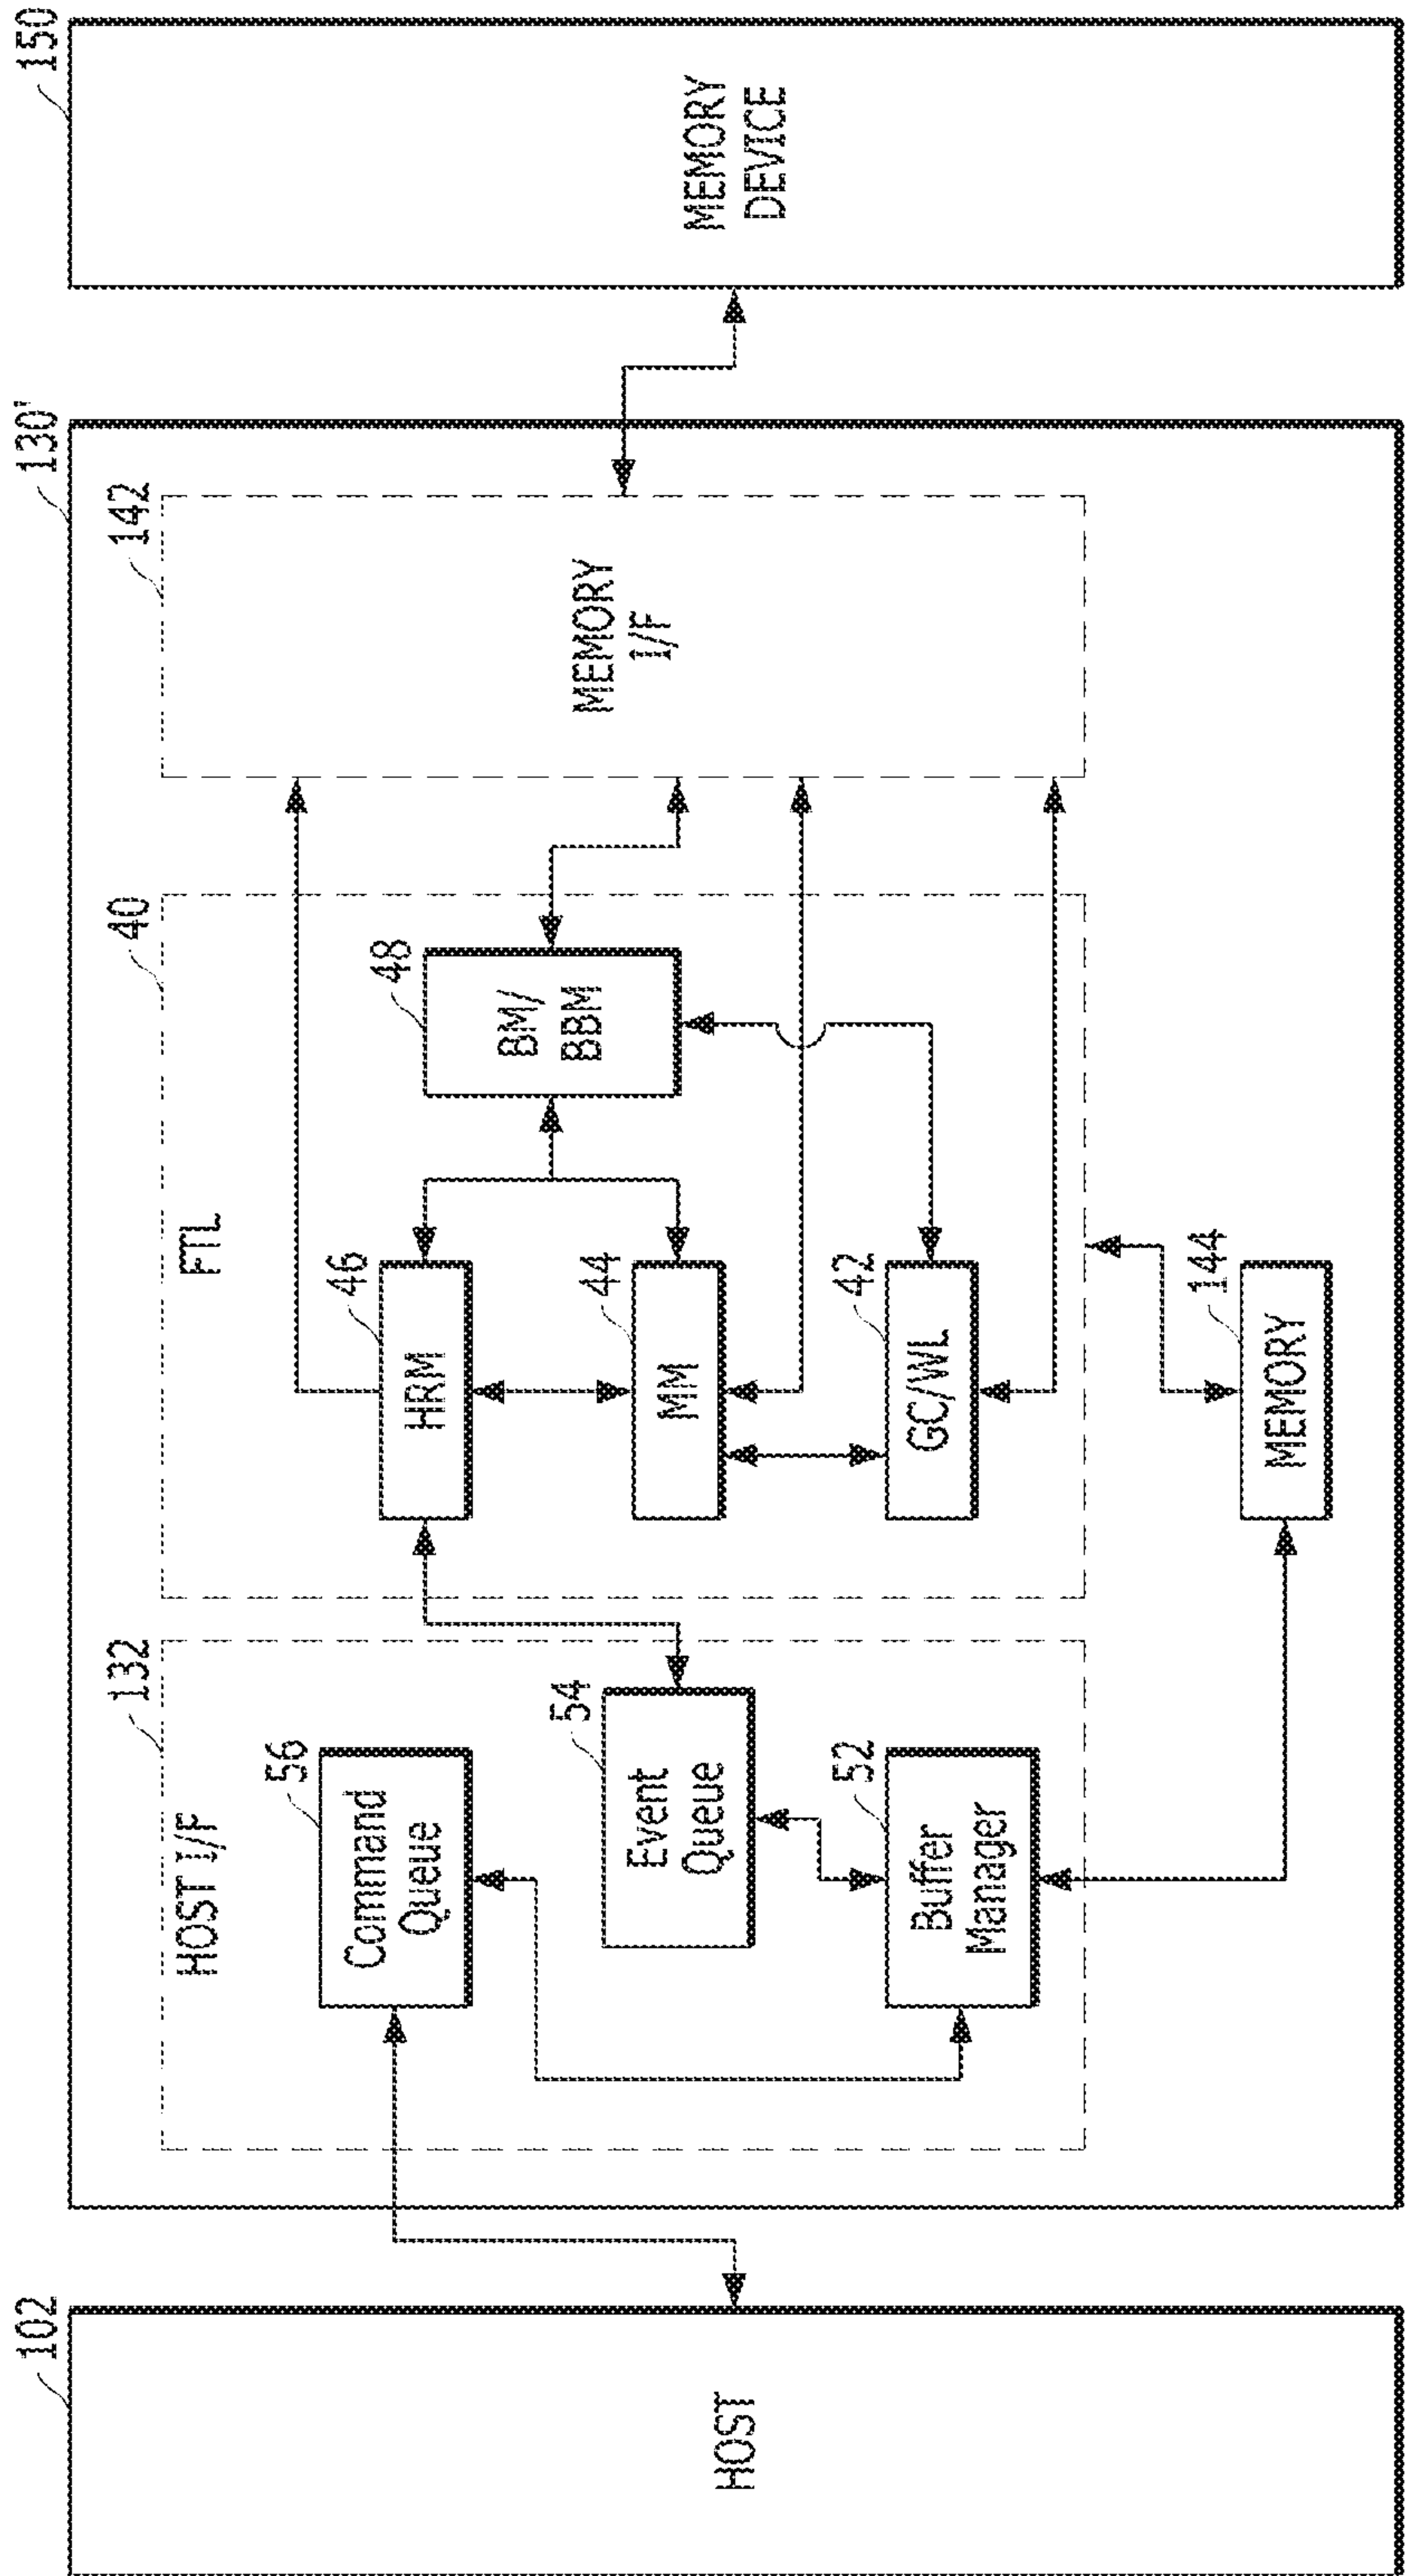 102
HOST
130'
132
HOST I/F
56
Command
Queue
54
Event
Queue
52
Buffer
Manager
40
FTL
46
HRM
44
MM
42
GC/WL
48
BM/
BBM
144
MEMORY
142
MEMORY
I/F
150
MEMORY
DEVICE